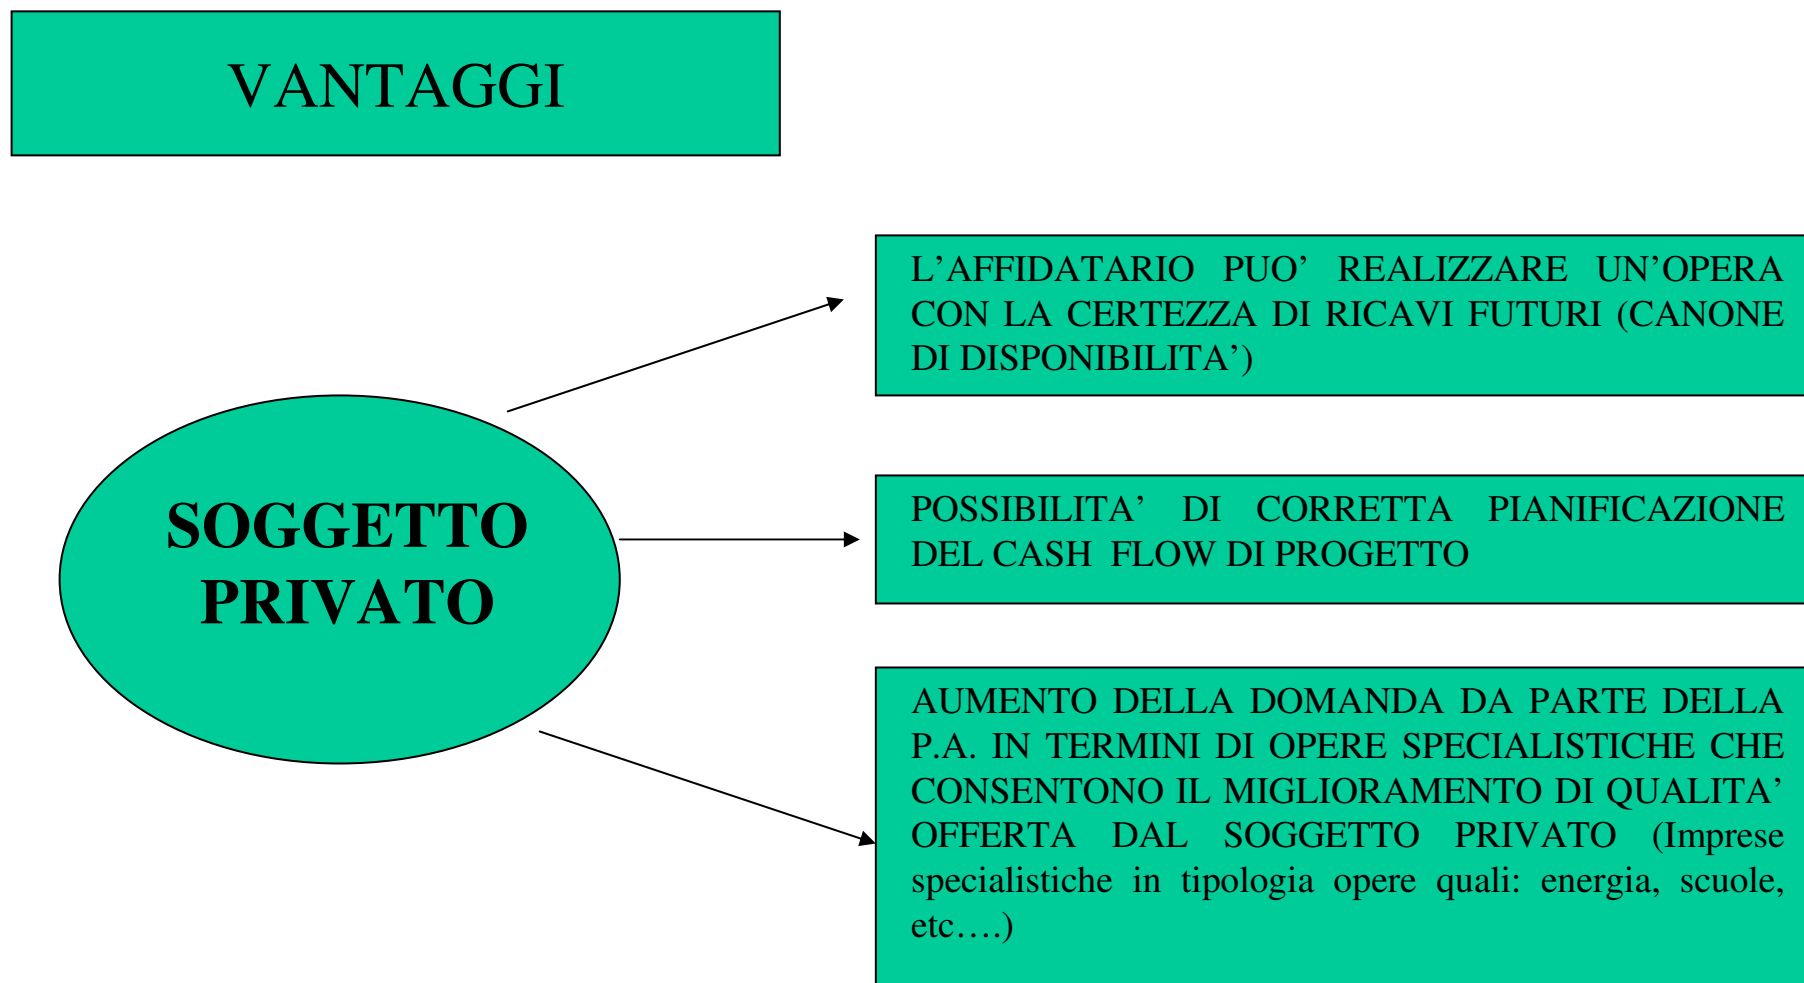 VANTAGGI
L’AFFIDATARIO PUO’ REALIZZARE UN’OPERA
CON LA CERTEZZA DI RICAVI FUTURI (CANONE
DI DISPONIBILITA’)
SOGGETTO
PRIVATO
POSSIBILITA’ DI CORRETTA PIANIFICAZIONE
DEL CASH FLOW DI PROGETTO
AUMENTO DELLA DOMANDA DA PARTE DELLA
P.A. IN TERMINI DI OPERE SPECIALISTICHE CHE
CONSENTONO IL MIGLIORAMENTO DI QUALITA’
OFFERTA DAL SOGGETTO PRIVATO (Imprese
specialistiche in tipologia opere quali: energia, scuole,
etc….)